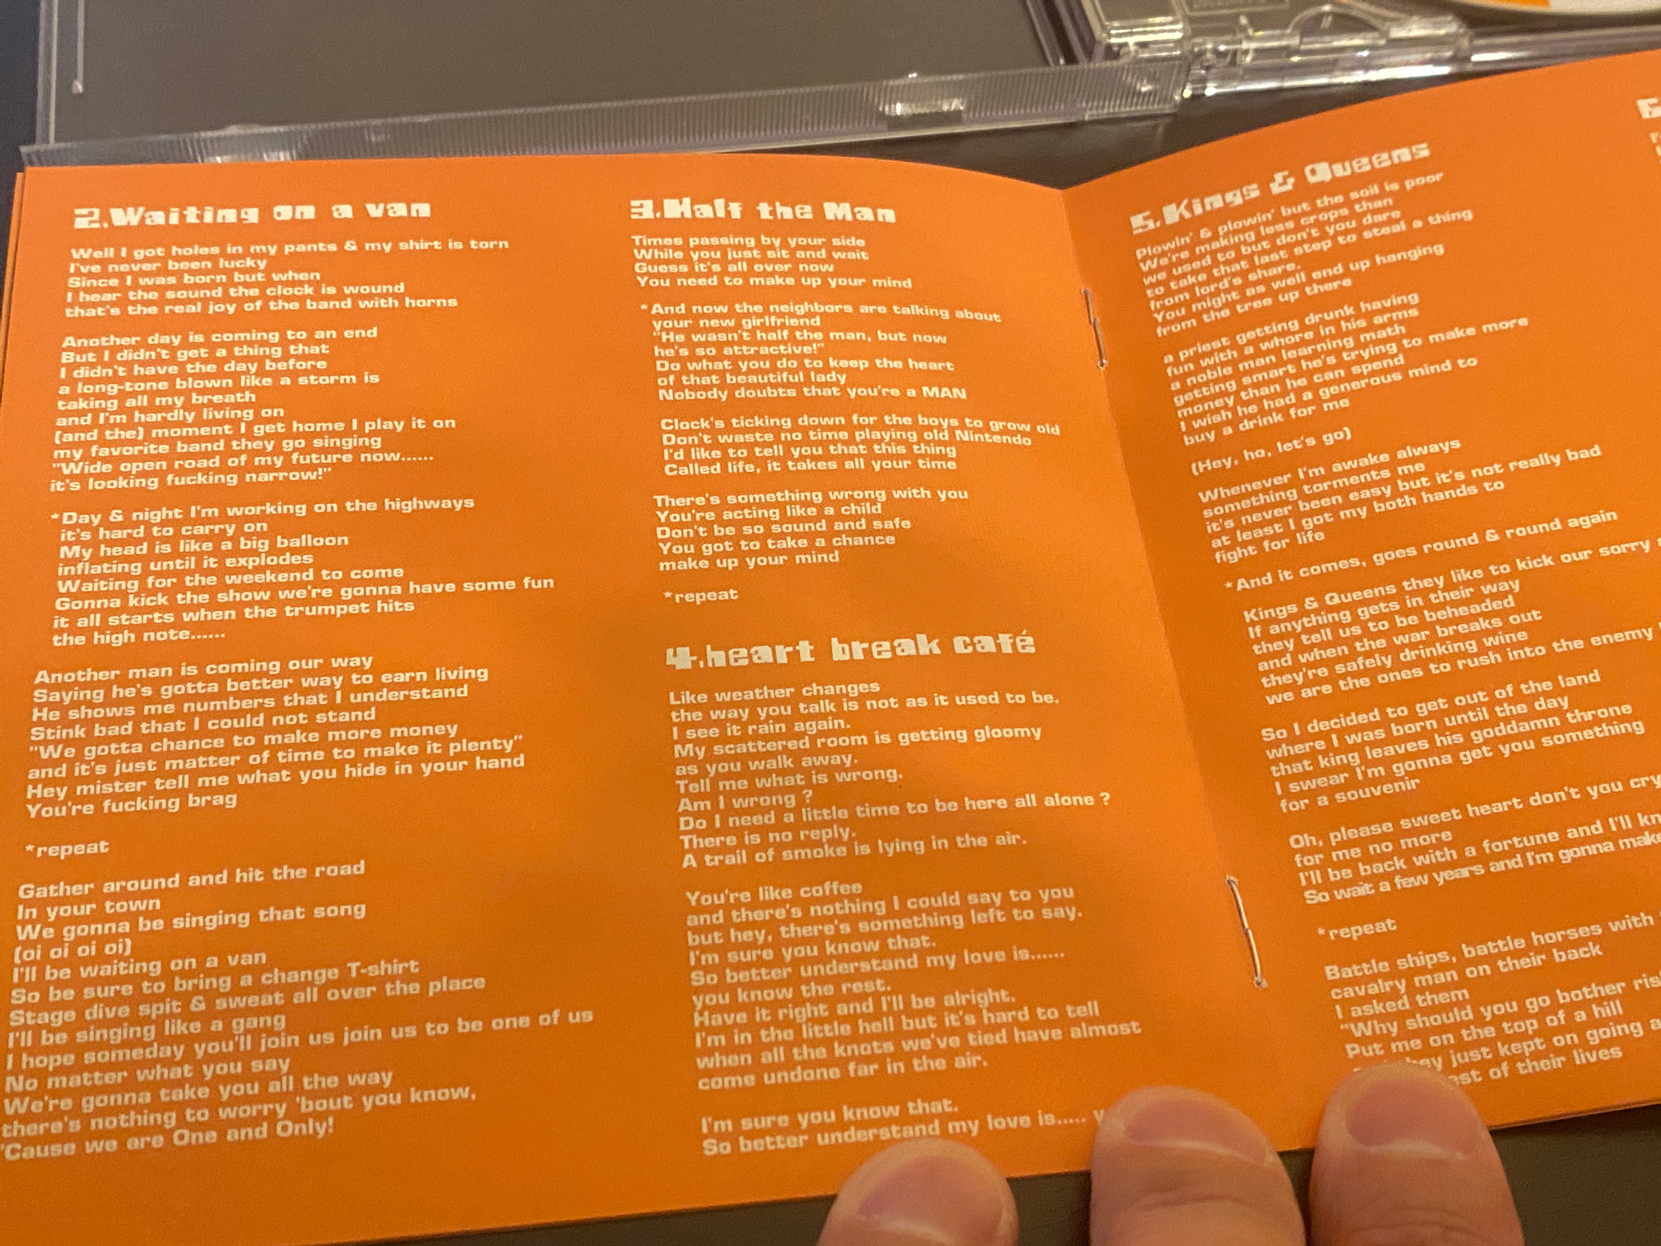 2.Waiting on a van
Well I got holes in my pants & my shirt is torn
I've never been lucky
Since I was born but when
I hear the sound the clock is wound
that's the real joy of the band with horns
Another day is coming to an end
But I didn't get a thing that
I didn't have the day before
a long-tone blown like a storm is
taking all my breath
and I'm hardly living on
(and the) moment I get home I play it on
my favorite band they go singing
"Wide open road of my future now......
it's looking fucking narrow!"
*Day & night I'm working on the highways
it's hard to carry on
My head is like a big balloon
inflating until it explodes
Waiting for the weekend to come
Gonna kick the show we're gonna have some fun
it all starts when the trumpet hits
the high note......
Another man is coming our way
Saying he's gotta better way to earn living
He shows me numbers that I understand
Stink bad that I could not stand
"We gotta chance to make more money
and it's just matter of time to make it plenty"
Hey mister tell me what you hide in your hand
You're fucking brag
*repeat
Gather around and hit the road
In your town
We gonna be singing that song
(oi oi oi oi)
I'll be waiting on a van
So be sure to bring a change T-shirt
Stage dive spit & sweat all over the place
I'll be singing like a gang
I hope someday you'll join us join us to be one of us
No matter what you say
We're gonna take you all the way
there's nothing to worry 'bout you know,
'Cause we are One and Only!
3.Half the Man
Times passing by your side
While you just sit and wait
Guess it's all over now
You need to make up your mind
*And now the neighbors are talking about
your new girlfriend
"He wasn't half the man, but now
he's so attractive!"
Do what you do to keep the heart
of that beautiful lady
Nobody doubts that you're a MAN
Clock's ticking down for the boys to grow old
Don't waste no time playing old Nintendo
I'd like to tell you that this thing
Called life, it takes all your time
There's something wrong with you
You're acting like a child
Don't be so sound and safe
You got to take a chance
make up your mind
*repeat
4.heart break café
Like weather changes
the way you talk is not as it used to be.
I see it rain again.
My scattered room is getting gloomy
as you walk away.
Tell me what is wrong.
Am I wrong ?
Do I need a little time to be here all alone ?
There is no reply.
A trail of smoke is lying in the air.
You're like coffee
and there's nothing I could say to you
but hey, there's something left to say.
I'm sure you know that.
So better understand my love is......
you know the rest.
Have it right and I'll be alright.
I'm in the little hell but it's hard to tell
when all the knots we've tied have almost
come undone far in the air.
I'm sure you know that.
So better understand my love is.....
5.Kings & Queens
Plowin' & plowin' but the soil is poor
We're making less crops than
we used to but don't you dare
to take that last step to steal a thing
from lord's share.
You might as well end up hanging
from the tree up there
a priest getting drunk having
fun with a whore in his arms
a noble man learning math
getting smart he's trying to make more
money than he can spend
I wish he had a generous mind to
buy a drink for me
(Hey, ho, let's go)
Whenever I'm awake always
something torments me
it's never been easy but it's not really bad
at least I got my both hands to
fight for life
*And it comes, goes round & round again
Kings & Queens they like to kick our sorry
If anything gets in their way
they tell us to be beheaded
and when the war breaks out
they're safely drinking wine
we are the ones to rush into the enemy
So I decided to get out of the land
where I was born until the day
that king leaves his goddamn throne
I swear I'm gonna get you something
for a souvenir
Oh, please sweet heart don't you cry
for me no more
I'll be back with a fortune and I'll
So wait a few years and I'm gonna make
*repeat
Battle ships, battle horses with
cavalry man on their back
I asked them
"Why should you go bother
Put me on the top of a hill
just kept on going
of their lives